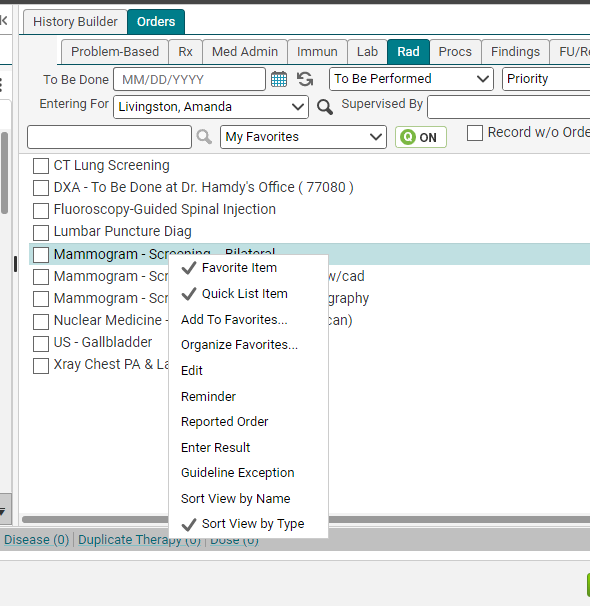 History Builder Orders
Problem-Based Rx Med Admin Immun Lab Rad Procs Findings FU/Re
To Be Done MM/DD/YYYY To Be Performed Priority
Entering For Livingston, Amanda Supervised By
My Favorites Q ON Record w/o Orde
CT Lung Screening
DXA - To Be Done at Dr. Hamdy's Office ( 77080 )
Fluoroscopy-Guided Spinal Injection
Lumbar Puncture Diag
Mammogram - Screening - Bilateral
Favorite Item
Mammogram - Scr w/cad
Quick List Item
Mammogram - Scr ography
Add To Favorites...
Nuclear Medicine - can)
Organize Favorites...
US - Gallbladder
Xray Chest PA & La
Edit
Reminder
Reported Order
Enter Result
Guideline Exception
Sort View by Name
Sort View by Type
Disease (0) Duplicate Therapy (0) Dose (0)